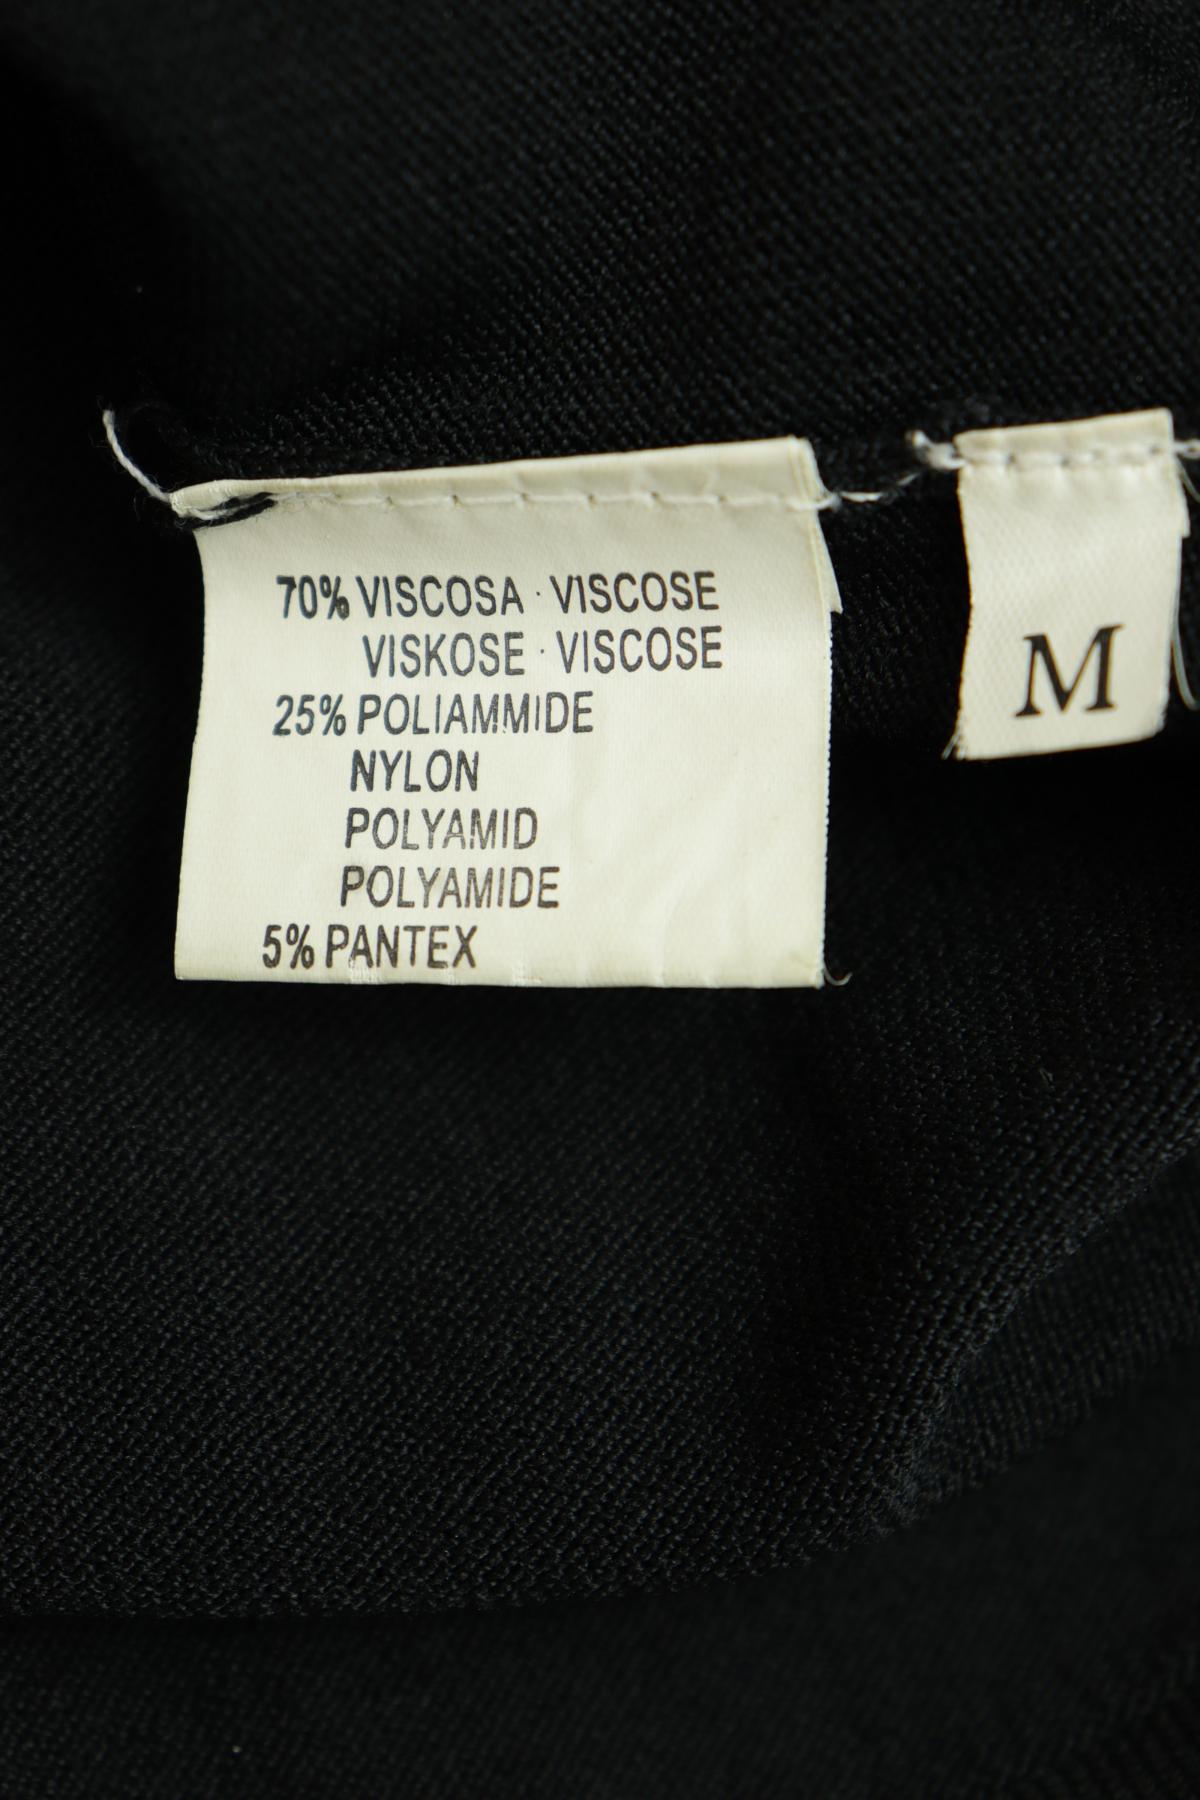 70% VISCOSA · VISCOSE
VISKOSE · VISCOSE
25% POLIAMMIDE
NYLON
POLYAMID
POLYAMIDE
5% PANTEX
M